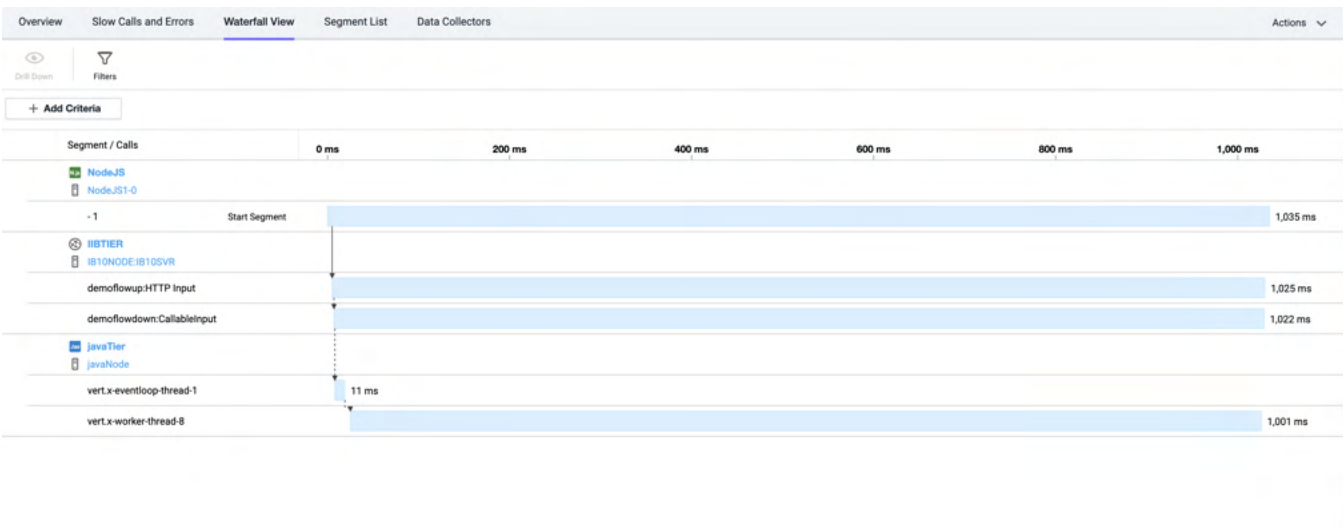 Overview Slow Calls and Errors Waterfall View Segment List Data Collectors Actions
Drill Down Filters
+ Add Criteria
Segment / Calls 0 ms 200 ms 400 ms 600 ms 800 ms 1,000 ms
NodeJS
NodeJS1-0
- 1 Start Segment 1,035 ms
IIBTIER
IB10NODE:IB10SVR
demoflowup:HTTP Input 1,025 ms
demoflowdown:CallableInput 1,022 ms
javaTier
javaNode
vert.x-eventloop-thread-1 11 ms
vert.x-worker-thread-8 1,001 ms